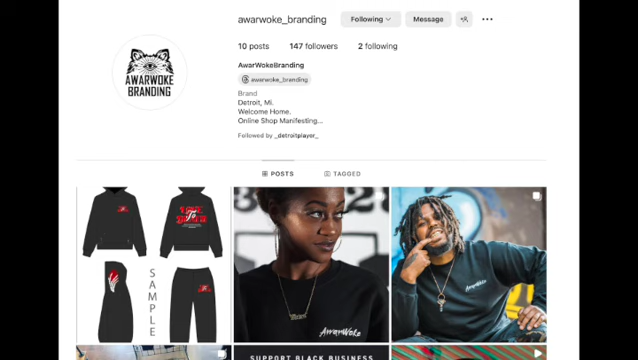 awarwoke_branding
Following
Message
10 posts
147 followers
2 following
AwarWokeBranding
awarwoke_branding
Brand
Detroit, Mi.
Welcome Home.
Online Shop Manifesting...
Followed by _detroitplayer_
AWARWOKE
BRANDING
POSTS
TAGGED
SAMPLE
AwarWoke
AwarWoke
SUPPORT BLACK BUSINESS